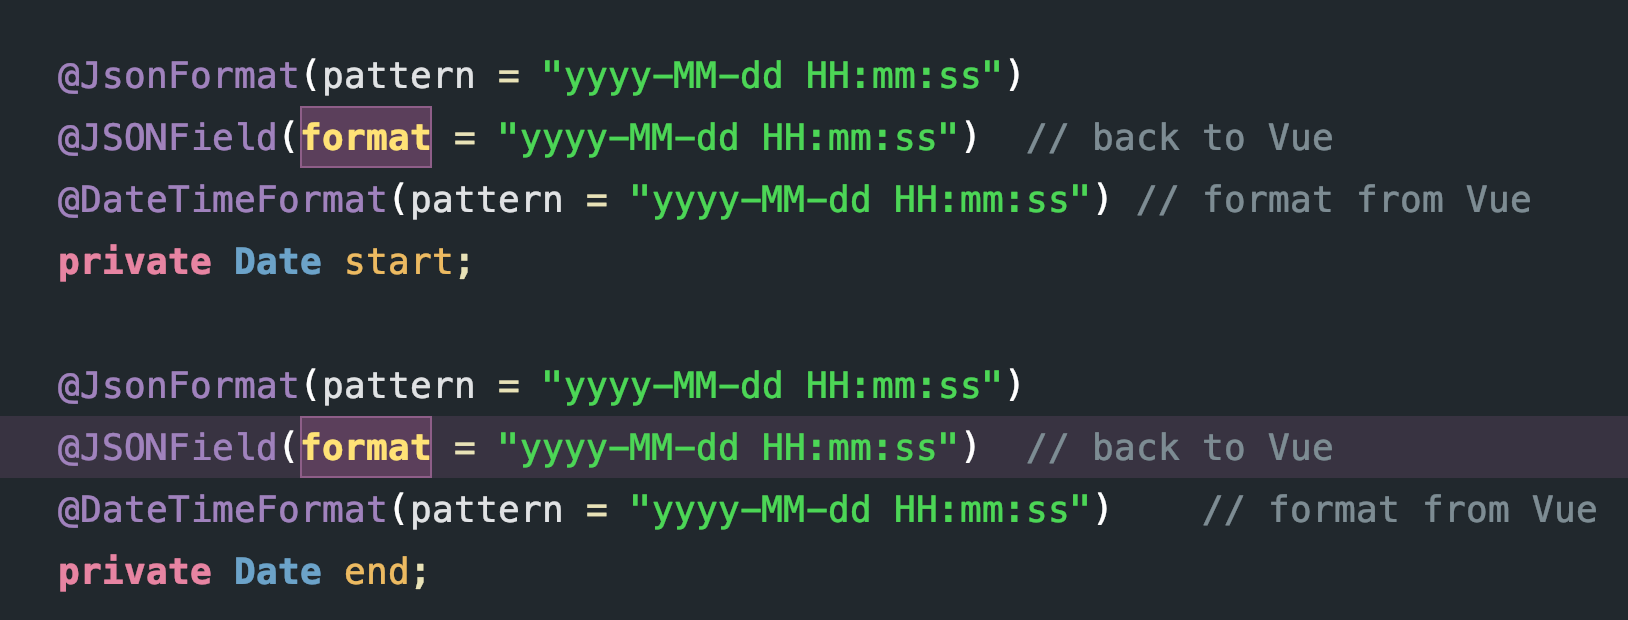 @JsonFormat(pattern = "yyyy-MM-dd HH:mm:ss")
@JSONField(format = "yyyy-MM-dd HH:mm:ss")  // back to Vue
@DateTimeFormat(pattern = "yyyy-MM-dd HH:mm:ss") // format from Vue
private Date start;

@JsonFormat(pattern = "yyyy-MM-dd HH:mm:ss")
@JSONField(format = "yyyy-MM-dd HH:mm:ss")  // back to Vue
@DateTimeFormat(pattern = "yyyy-MM-dd HH:mm:ss")    // format from Vue
private Date end;